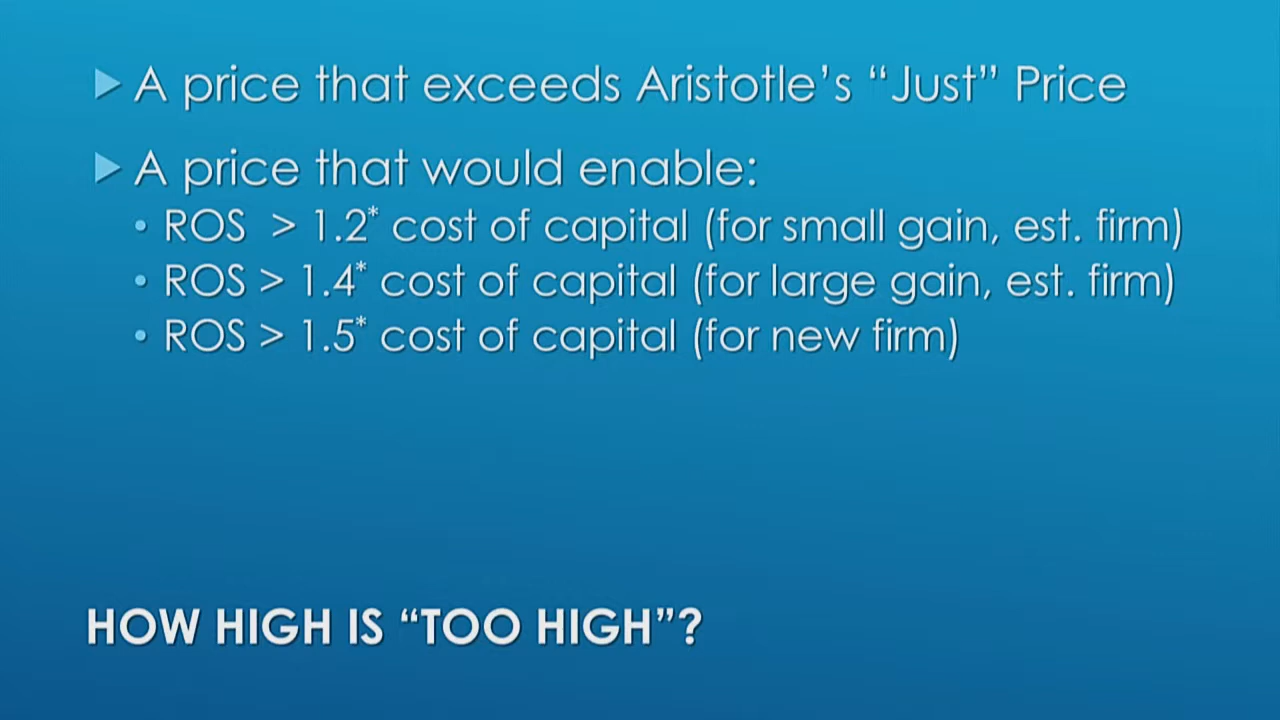 A price that exceeds Aristotle's “Just” Price
A price that would enable:
ROS > 1.2* cost of capital (for small gain, est. firm)
ROS > 1.4* cost of capital (for large gain, est. firm)
ROS > 1.5* cost of capital (for new firm)
HOW HIGH IS “TOO HIGH”?